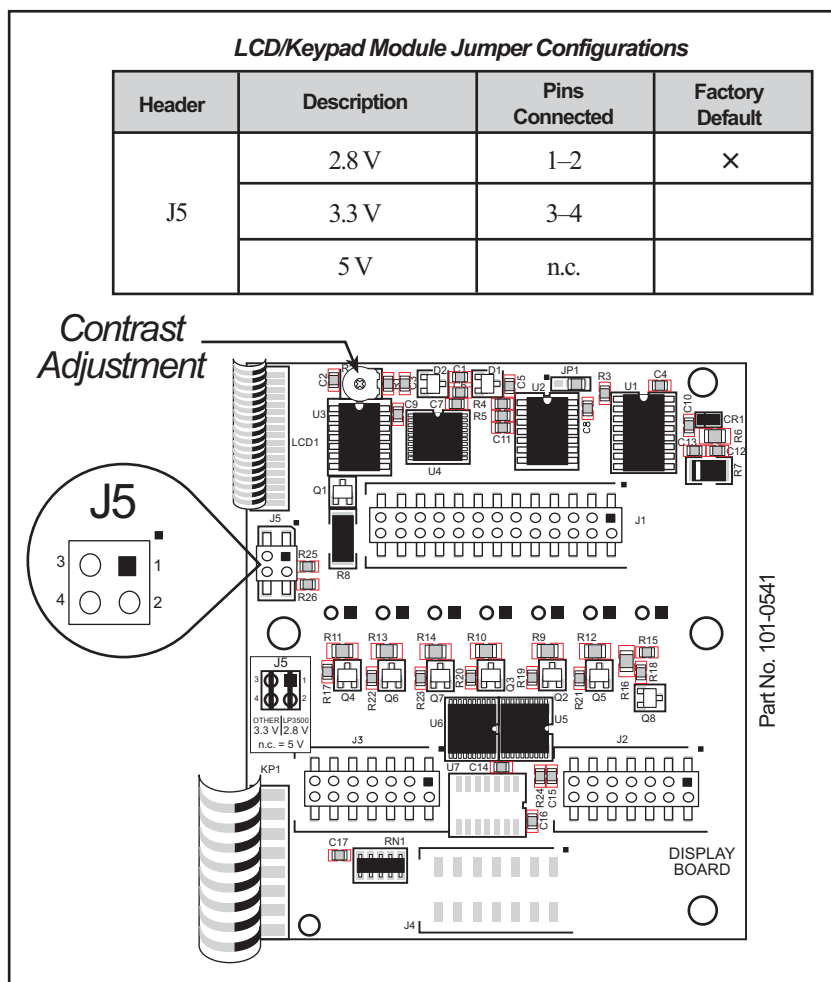 LCD/Keypad Module Jumper Configurations
Header Description Pins Connected Factory Default
J5
2.8 V 1–2 ×
3.3 V 3–4
5 V n.c.
Contrast
Adjustment
C2
C3
D2
C1
D1
C5
JP1
R3
C4
U3
C9
C7
R4
R5
U2
U1
C10
CR1
R6
LCD1
C11
C8
C13
C12
U4
R7
Q1
J5
J1
R8
R25
R26
J5
3 1
4 2
Part No. 101-0541
R11
R13
R14
R10
R9
R12
R15
R17
R22
R23
R20
R19
R21
R16
R18
Q4
Q6
Q7
Q3
Q2
Q5
Q8
J5
3 1
4 2
OTHER LP3500
3.3 V 2.8 V
n.c. = 5 V
U6
U5
KP1
J3
J2
U7
C14
R24
C15
C16
C17
RN1
J4
DISPLAY
BOARD